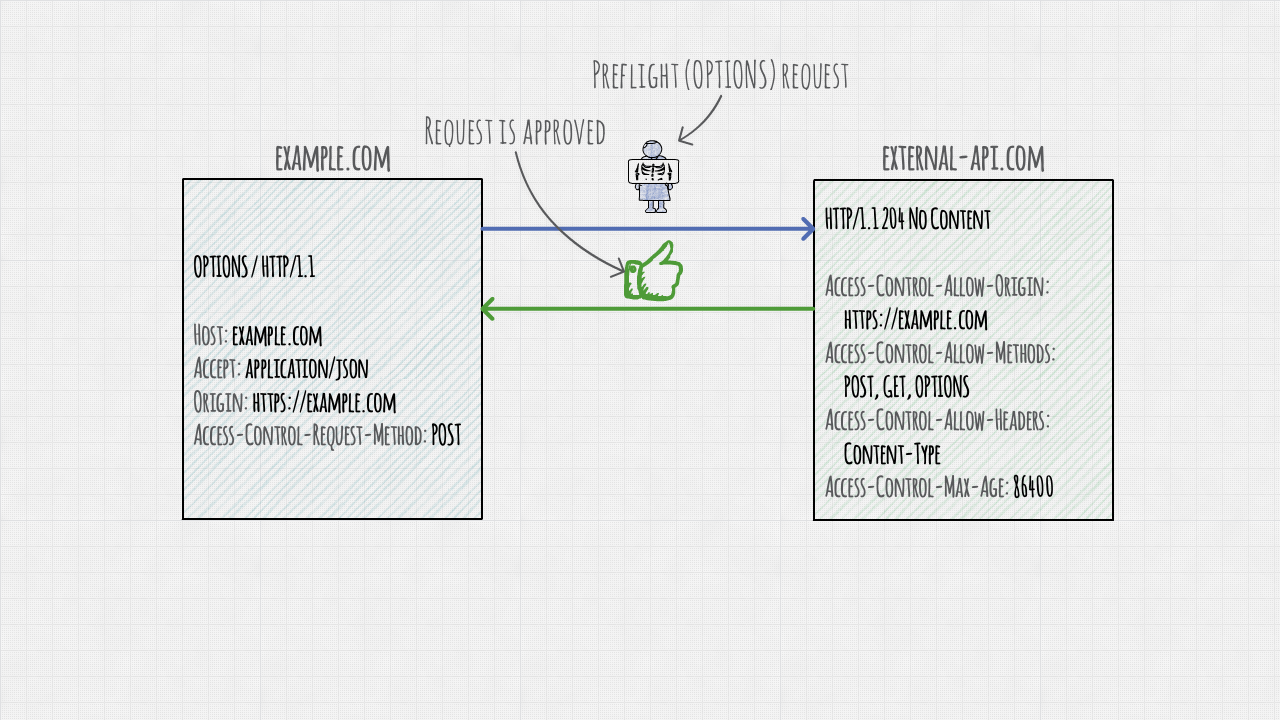 Preflight (OPTIONS) request
Request is approved
example.com
external-api.com
OPTIONS / HTTP/1.1
Host: example.com
Accept: application/json
Origin: https://example.com
Access-Control-Request-Method: POST
HTTP/1.1 204 No Content
Access-Control-Allow-Origin:
https://example.com
Access-Control-Allow-Methods:
POST, GET, OPTIONS
Access-Control-Allow-Headers:
Content-Type
Access-Control-Max-Age: 86400